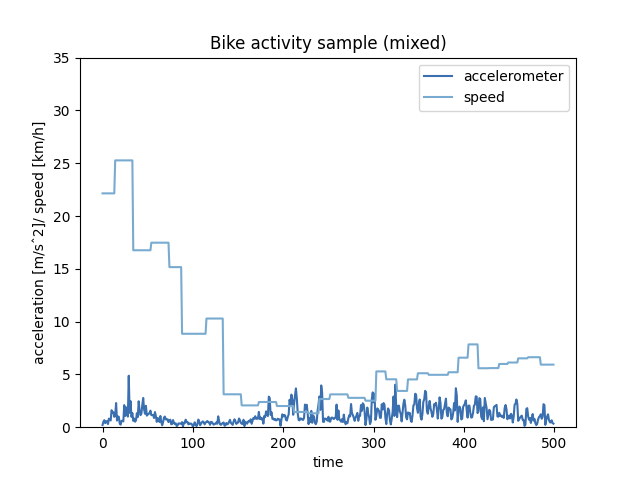 Bike activity sample (mixed)
accelerometer
speed
35
30
25
20
15
10
5
0
acceleration [m/sˆ2]/ speed [km/h]
0
100
200
300
400
500
time